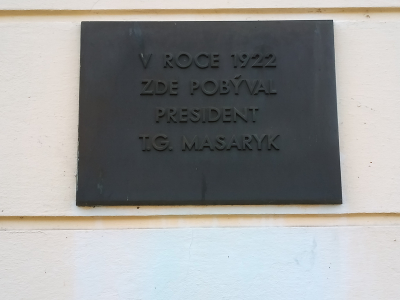 V ROCE 1922
ZDE POBÝVAL
PRESIDENT
T.G. MASARYK